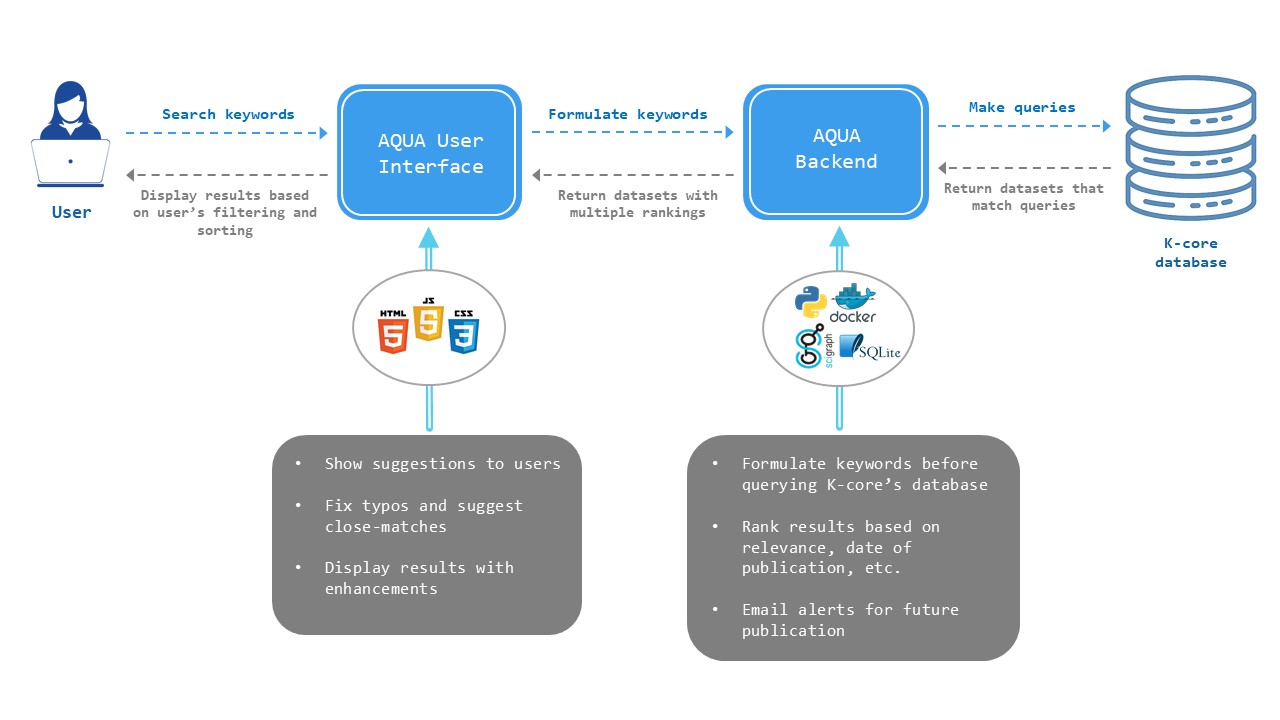 Search keywords
Display results based
on user’s filtering and
sorting
User
AQUA User
Interface
Formulate keywords
Return datasets with
multiple rankings
AQUA
Backend
Make queries
Return datasets that
match queries
K-core
database
HTML
5
JS
5
CSS
3
docker
scigraph
SQLite
• Show suggestions to users
• Fix typos and suggest
close-matches
• Display results with
enhancements
• Formulate keywords before
querying K-core’s database
• Rank results based on
relevance, date of
publication, etc.
• Email alerts for future
publication